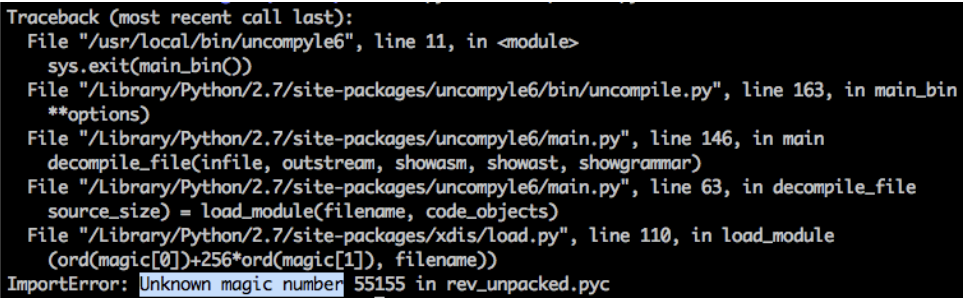 Traceback (most recent call last):
  File "/usr/local/bin/uncompyle6", line 11, in <module>
    sys.exit(main_bin())
  File "/Library/Python/2.7/site-packages/uncompyle6/bin/uncompile.py", line 163, in main_bin
    **options)
  File "/Library/Python/2.7/site-packages/uncompyle6/main.py", line 146, in main
    decompile_file(infile, outstream, showasm, showast, showgrammar)
  File "/Library/Python/2.7/site-packages/uncompyle6/main.py", line 63, in decompile_file
    source_size) = load_module(filename, code_objects)
  File "/Library/Python/2.7/site-packages/xdis/load.py", line 110, in load_module
    (ord(magic[0])+256*ord(magic[1]), filename))
ImportError: Unknown magic number 55155 in rev_unpacked.pyc